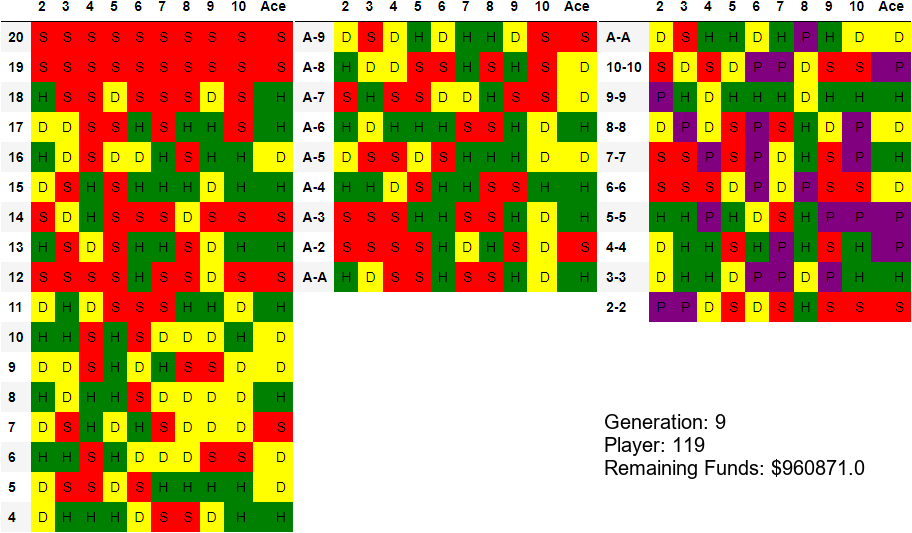 2 3 4 5 6 7 8 9 10 Ace
20 S S S S S S S S S S
19 S S S S S S S S S S
18 H S S D S S S D S H
17 D D S S H S H H S H
16 H D S D D H S H H D
15 D S H S H H H D H H
14 S D H S S S D S S S
13 H S D S H H S D H H
12 S S S S H S S D S S
11 D H D S S S H H D H
10 H H S H S D D D H D
9 D D S H D H S S D D
8 H D H H S D D D D H
7 D S H D H S D D D S
6 H H S H D D D S S D
5 D S S D S H H H H D
4 D H H H D S S D H H
2 3 4 5 6 7 8 9 10 Ace
A-9 D S D H D H H D S S
A-8 H D D S S H S H S D
A-7 S H S S D D H S S D
A-6 H D H H H S S H D H
A-5 D S S D S H H H D D
A-4 H H D S H H S S H H
A-3 S S S H H S S H D H
A-2 S S S S H D H S D S
A-A H D S S H S S H D H
2 3 4 5 6 7 8 9 10 Ace
A-A D S H H D H P H D D
10-10 S D S D P P D S S P
9-9 P H D H H H D H H H
8-8 D P D S P S H D P D
7-7 S S P S P D H S P H
6-6 S S S D P D P S S D
5-5 H H P H D S H P P P
4-4 D H H S H P H S H P
3-3 D H H D P P D P H H
2-2 P P D S D S H S S S
Generation: 9
Player: 119
Remaining Funds: $960871.0